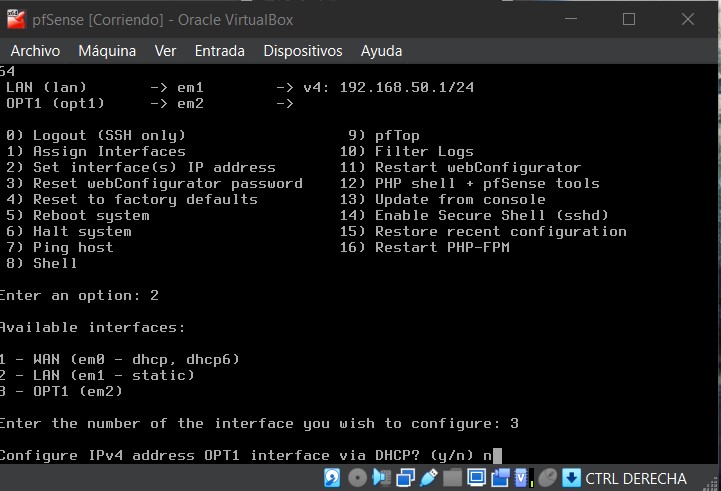 pfSense [Corriendo] - Oracle VirtualBox
Archivo Máquina Ver Entrada Dispositivos Ayuda
64
LAN (lan) -> em1 -> v4: 192.168.50.1/24
OPT1 (opt1) -> em2 ->
0) Logout (SSH only) 9) pfTop
1) Assign Interfaces 10) Filter Logs
2) Set interface(s) IP address 11) Restart webConfigurator
3) Reset webConfigurator password 12) PHP shell + pfSense tools
4) Reset to factory defaults 13) Update from console
5) Reboot system 14) Enable Secure Shell (sshd)
6) Halt system 15) Restore recent configuration
7) Ping host 16) Restart PHP-FPM
8) Shell
Enter an option: 2
Available interfaces:
1 - WAN (em0 - dhcp, dhcp6)
2 - LAN (em1 - static)
3 - OPT1 (em2)
Enter the number of the interface you wish to configure: 3
Configure IPv4 address OPT1 interface via DHCP? (y/n) n
CTRL DERECHA